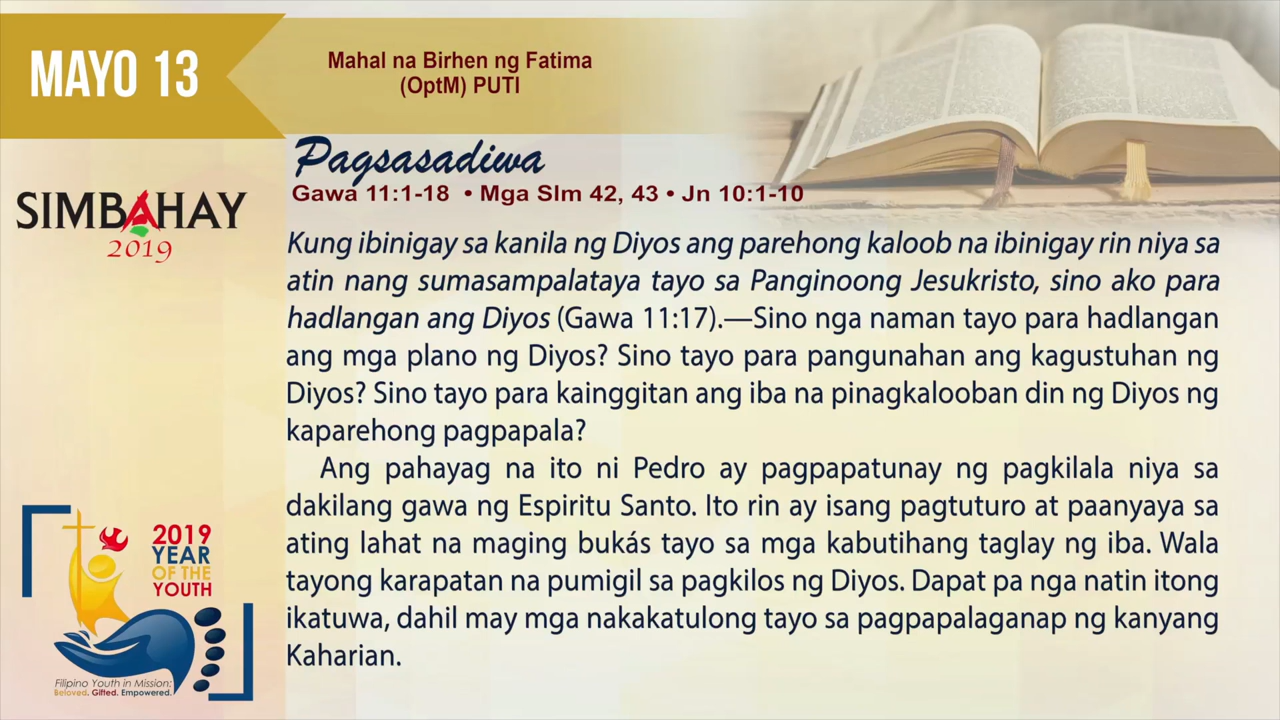 MAYO 13
Mahal na Birhen ng Fatima
(OptM) PUTI
Pagsasadiwa
Gawa 11:1-18 • Mga Slm 42, 43 • Jn 10:1-10
SIMBAHAY
2019
Kung ibinigay sa kanila ng Diyos ang parehong kaloob na ibinigay rin niya sa
atin nang sumasampalataya tayo sa Panginoong Jesukristo, sino ako para
hadlangan ang Diyos (Gawa 11:17).—Sino nga naman tayo para hadlangan
ang mga plano ng Diyos? Sino tayo para pangunahan ang kagustuhan ng
Diyos? Sino tayo para kainggitan ang iba na pinagkalooban din ng Diyos ng
kaparehong pagpapala?
Ang pahayag na ito ni Pedro ay pagpapatunay ng pagkilala niya sa
dakilang gawa ng Espiritu Santo. Ito rin ay isang pagtuturo at paanyaya sa
ating lahat na maging bukás tayo sa mga kabutihang taglay ng iba. Wala
tayong karapatan na pumigil sa pagkilos ng Diyos. Dapat pa nga natin itong
ikatuwa, dahil may mga nakakatulong tayo sa pagpapalaganap ng kanyang
Kaharian.
2019
YEAR
OF THE
YOUTH
Filipino Youth in Mission:
Beloved. Gifted. Empowered.